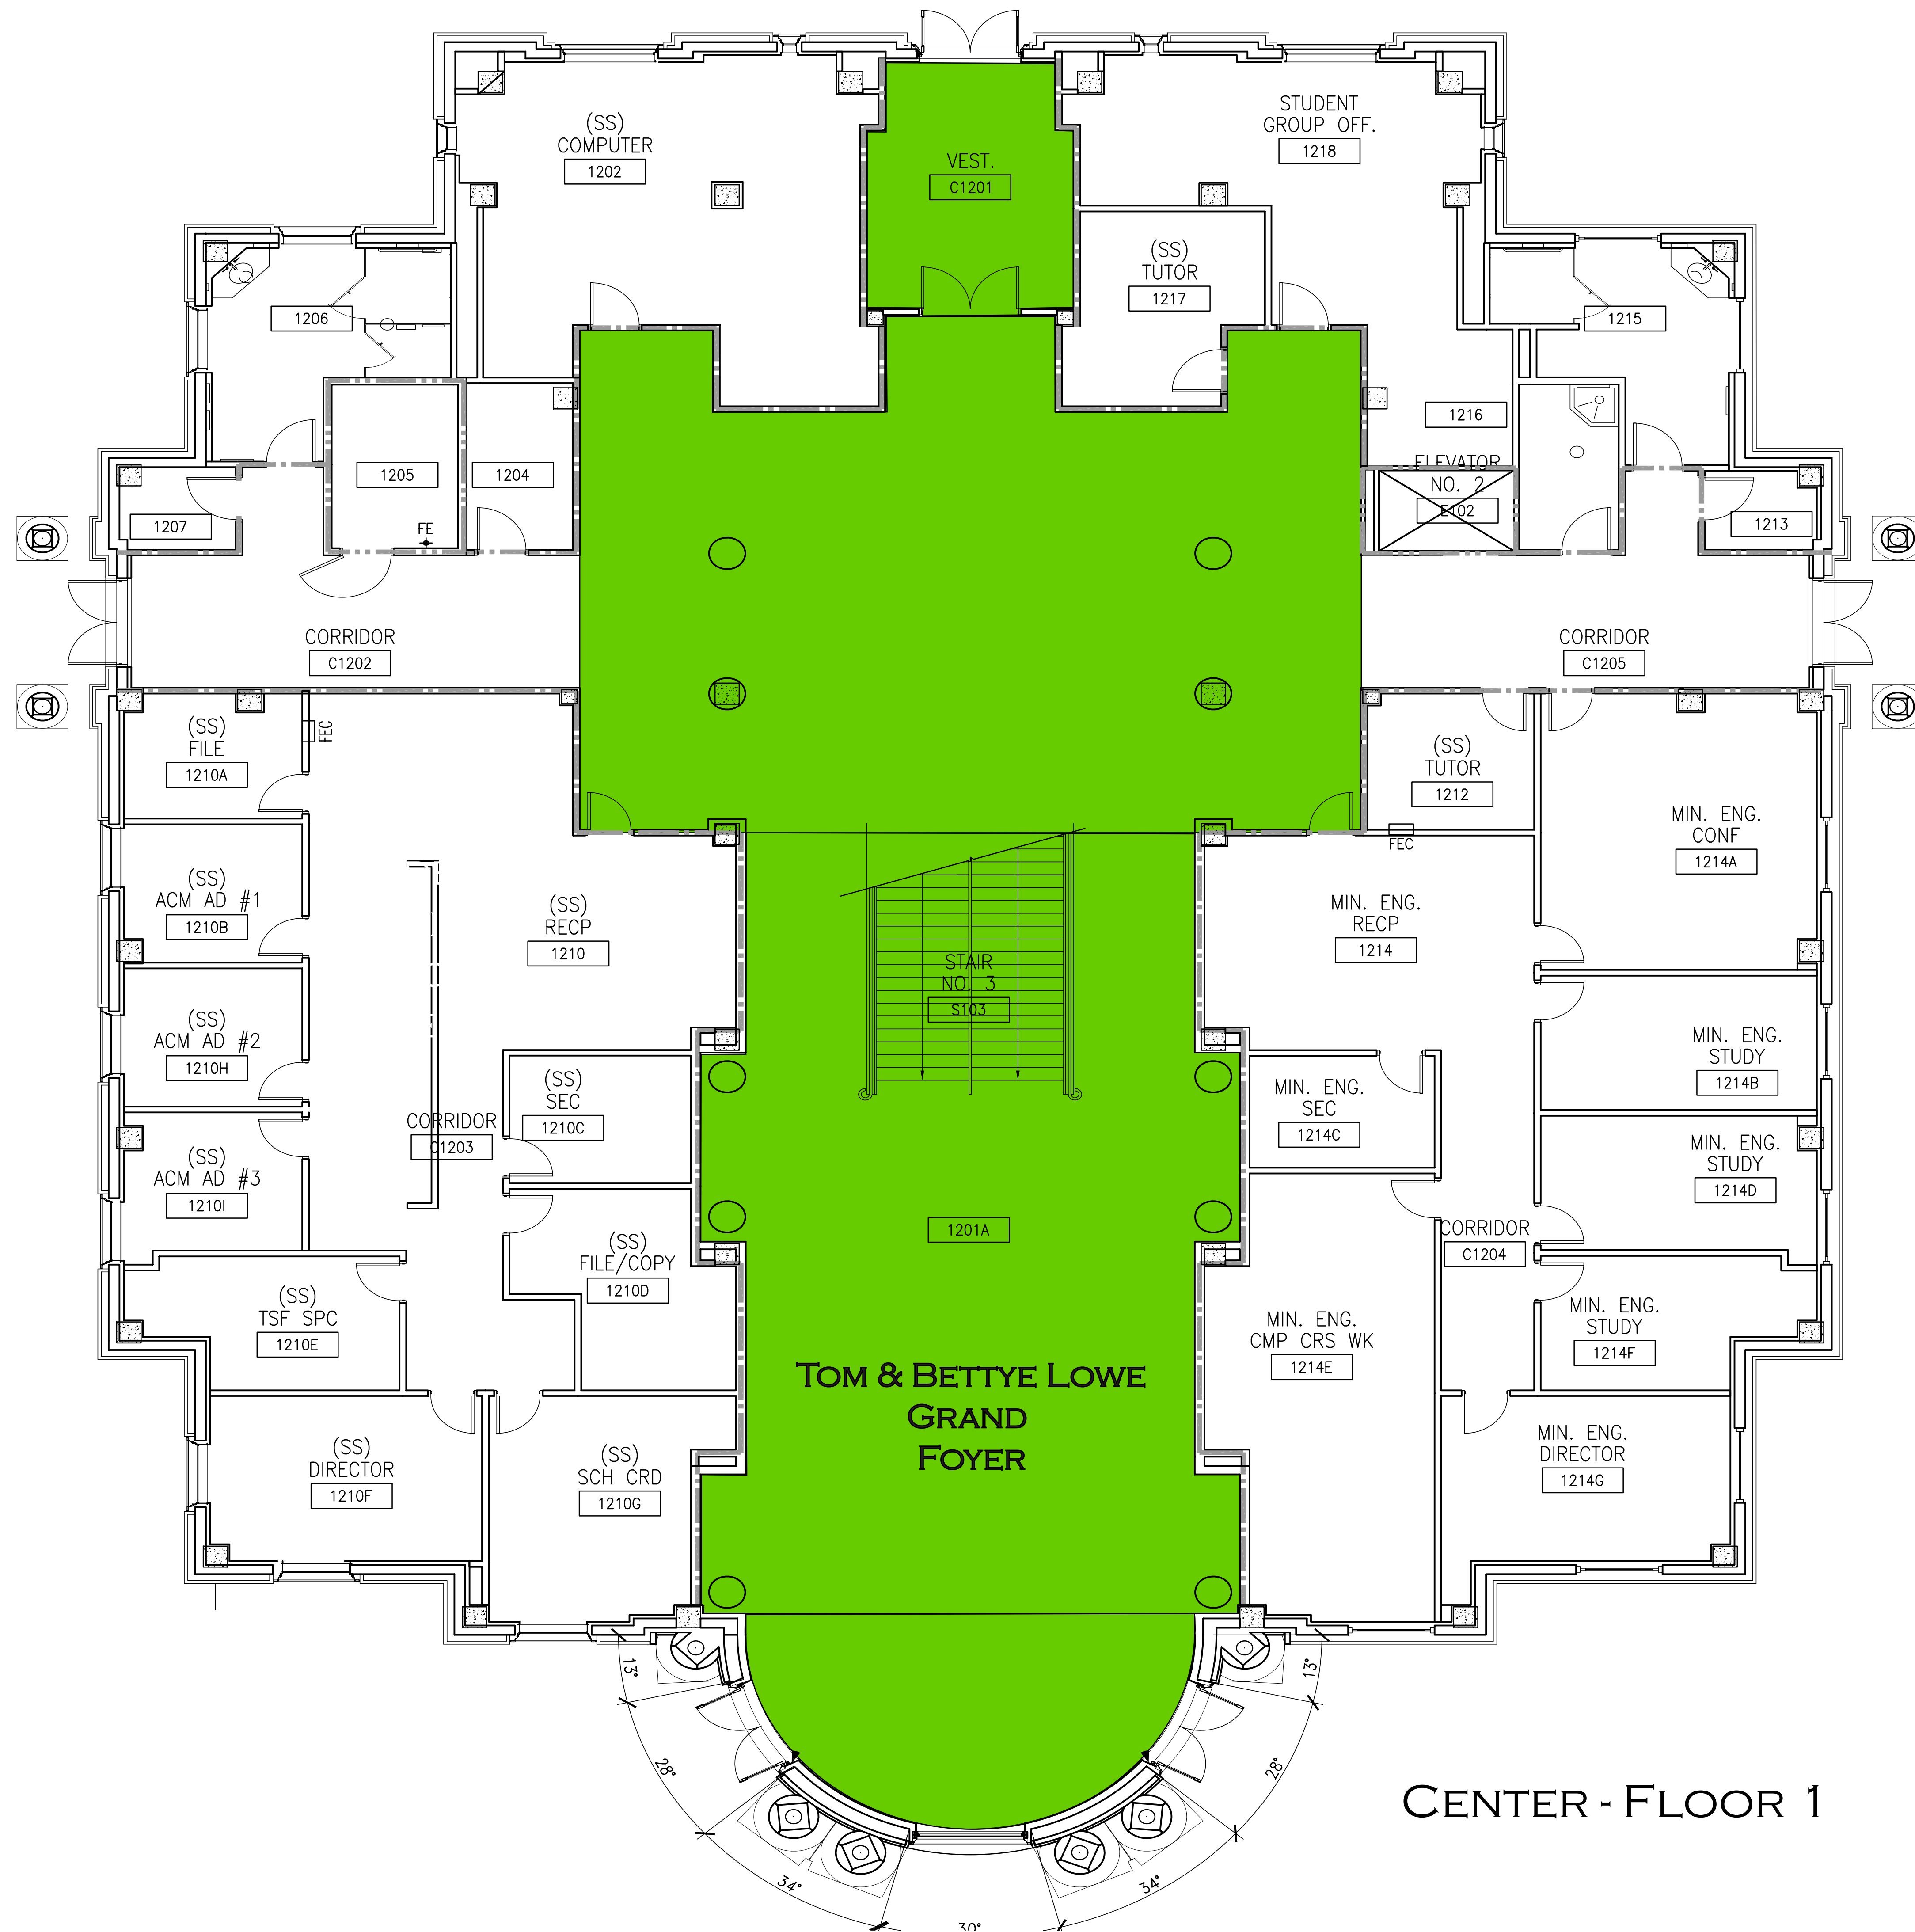 (SS)
COMPUTER
1202
VEST.
C1201
STUDENT
GROUP OFF.
1218
(SS)
TUTOR
1217
1206
1215
1205
1204
1216
ELEVATOR
NO. 2
E102
1207
FE
1213
CORRIDOR
C1202
CORRIDOR
C1205
(SS)
FILE
1210A
FEC
(SS)
TUTOR
1212
FEC
MIN. ENG.
CONF
1214A
(SS)
ACM AD #1
1210B
(SS)
RECP
1210
STAIR
NO. 3
S103
MIN. ENG.
RECP
1214
(SS)
ACM AD #2
1210H
MIN. ENG.
STUDY
1214B
(SS)
SEC
1210C
MIN. ENG.
SEC
1214C
CORRIDOR
C1203
(SS)
ACM AD #3
1210I
MIN. ENG.
STUDY
1214D
1201A
CORRIDOR
C1204
(SS)
FILE/COPY
1210D
(SS)
TSF SPC
1210E
MIN. ENG.
CMP CRS WK
1214E
MIN. ENG.
STUDY
1214F
TOM & BETTYE LOWE
GRAND
FOYER
(SS)
DIRECTOR
1210F
(SS)
SCH CRD
1210G
MIN. ENG.
DIRECTOR
1214G
13°
13°
28°
28°
34°
34°
30°
CENTER - FLOOR 1